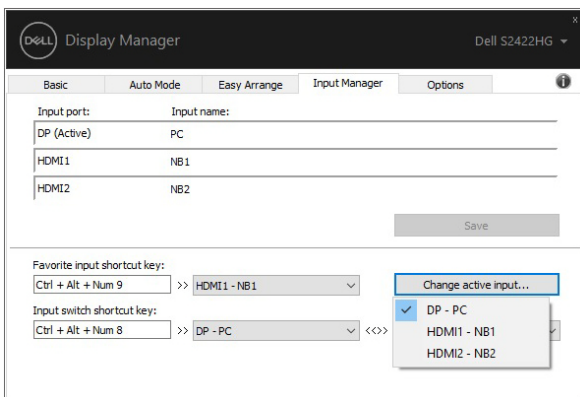 DELL Display Manager
Dell S2422HG
x
Basic Auto Mode Easy Arrange Input Manager Options i
Input port: Input name:
DP (Active) PC
HDMI1 NB1
HDMI2 NB2
Save
Favorite input shortcut key:
Ctrl + Alt + Num 9 >> HDMI1 - NB1 Change active input...
Input switch shortcut key:
Ctrl + Alt + Num 8 >> DP - PC <<>>
DP - PC
HDMI1 - NB1
HDMI2 - NB2